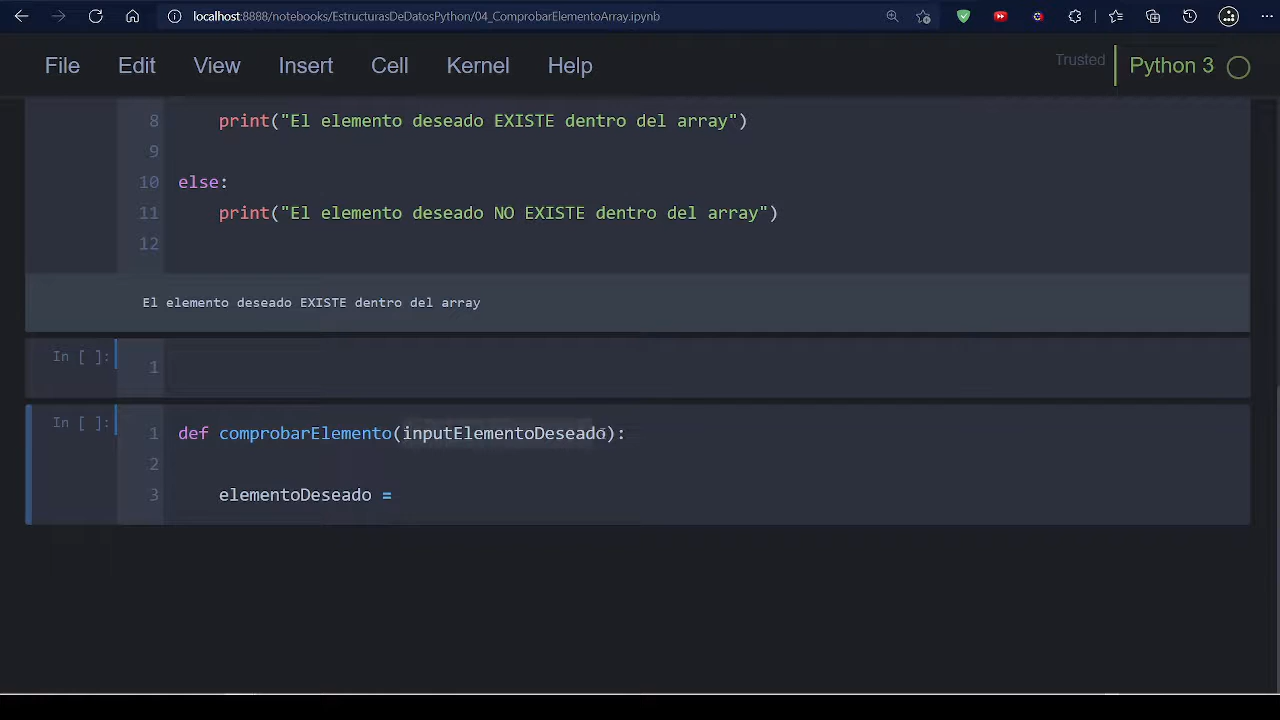 localhost:8888/notebooks/EstructurasDeDatosPython/04_ComprobarElementoArray.ipynb
File Edit View Insert Cell Kernel Help Trusted Python 3
8 print("El elemento deseado EXISTE dentro del array")
9
10 else:
11 print("El elemento deseado NO EXISTE dentro del array")
12
El elemento deseado EXISTE dentro del array
In [ ]: 1
In [ ]: 1 def comprobarElemento(inputElementoDeseado):
2
3 elementoDeseado =